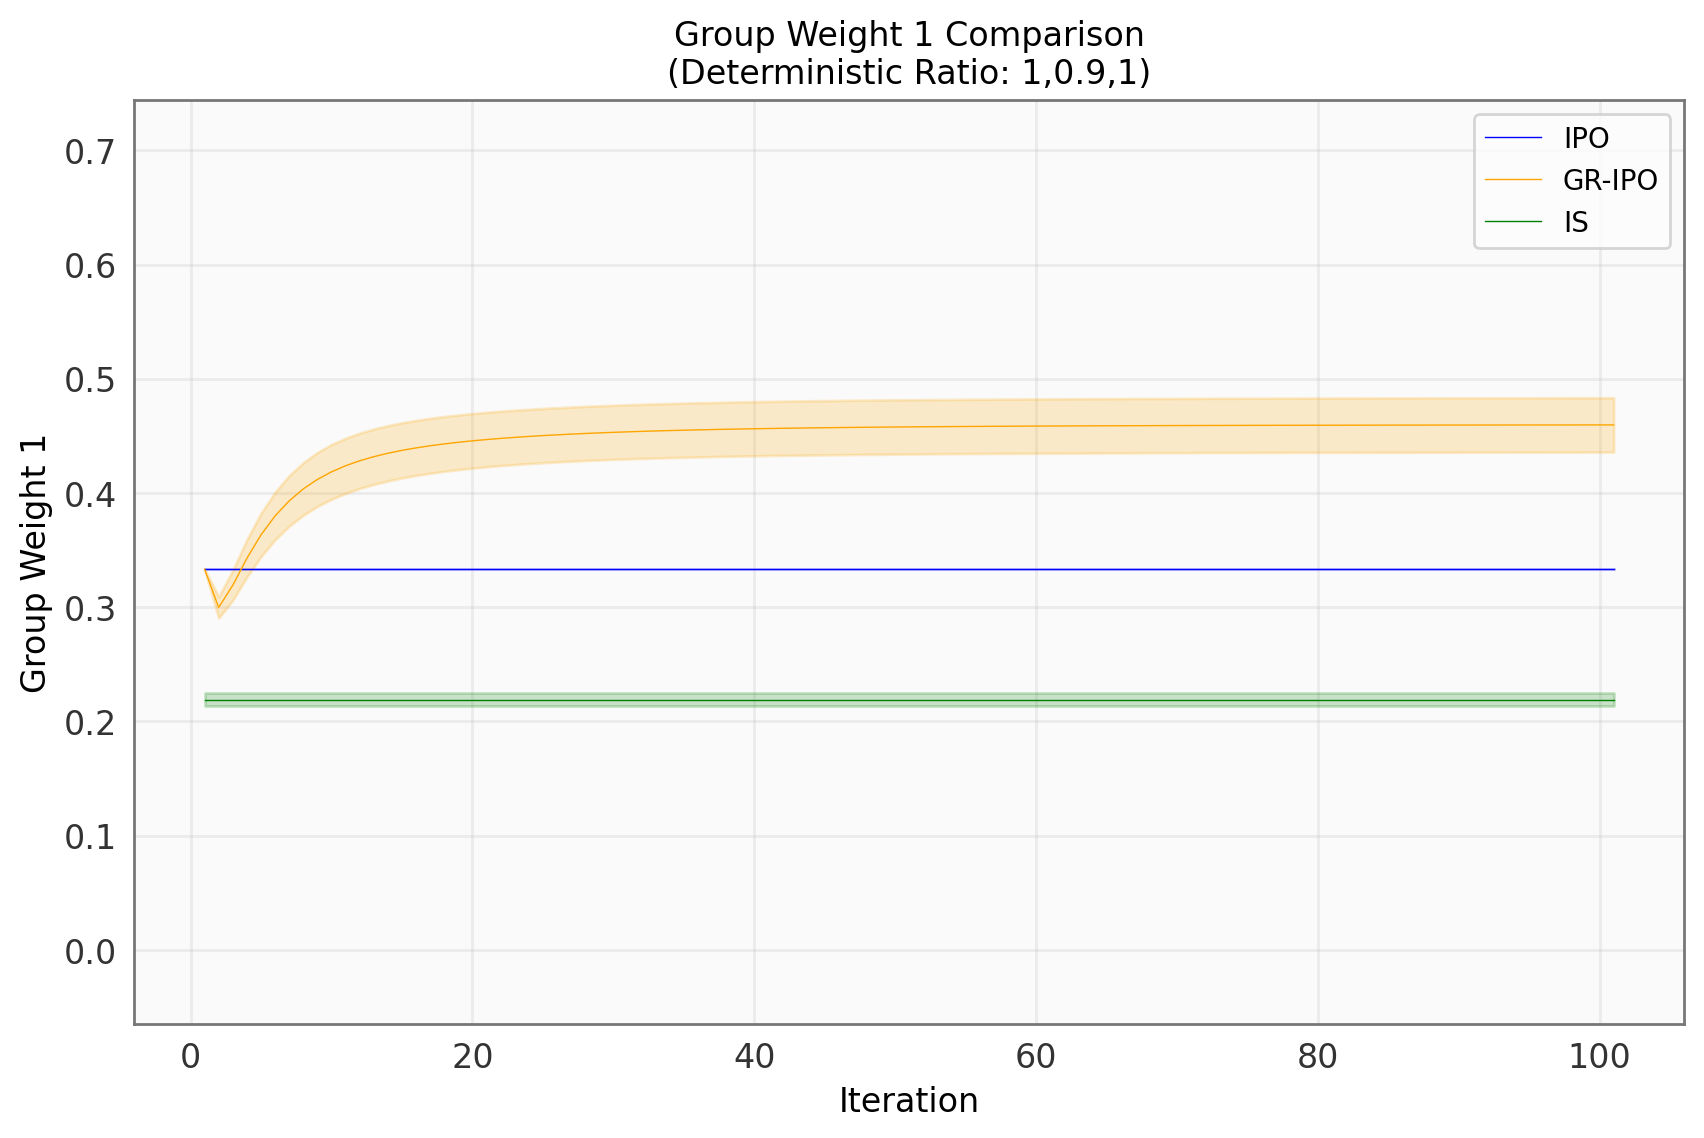 Group Weight 1 Comparison
(Deterministic Ratio: 1,0.9,1)
IPO
GR-IPO
IS
0.7
0.6
0.5
0.4
0.3
0.2
0.1
0.0
Group Weight 1
0 20 40 60 80 100
Iteration